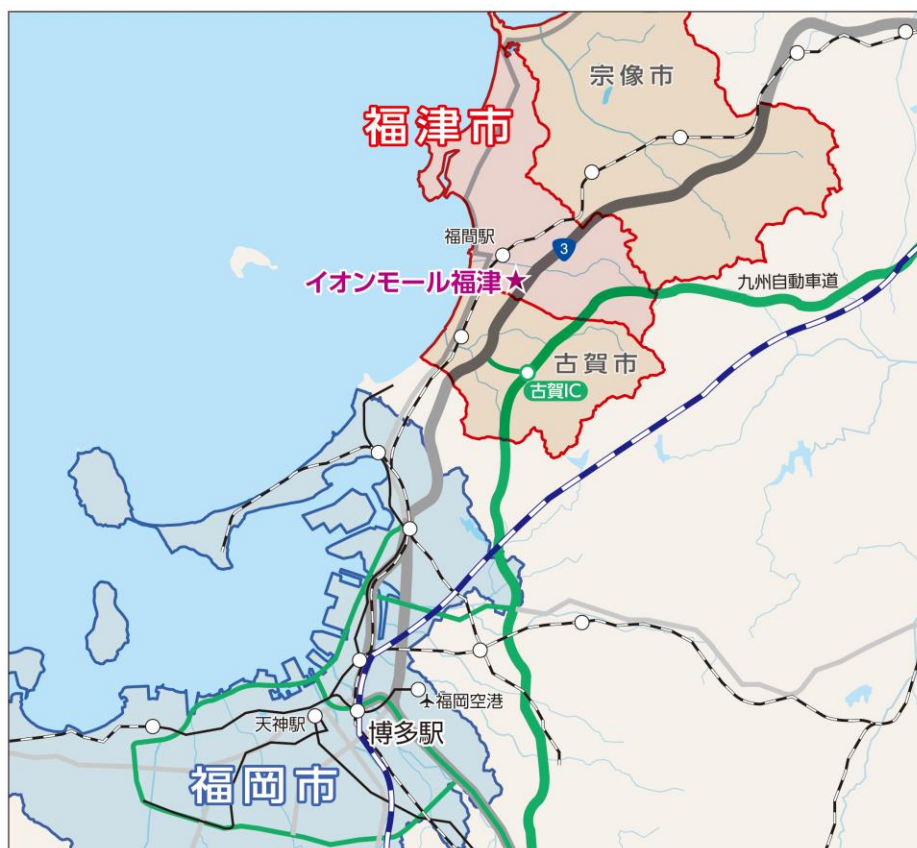 宗像市
福津市
福間駅
3
イオンモール福津★
九州自動車道
古賀市
古賀IC
福岡空港
天神駅
博多駅
福岡市